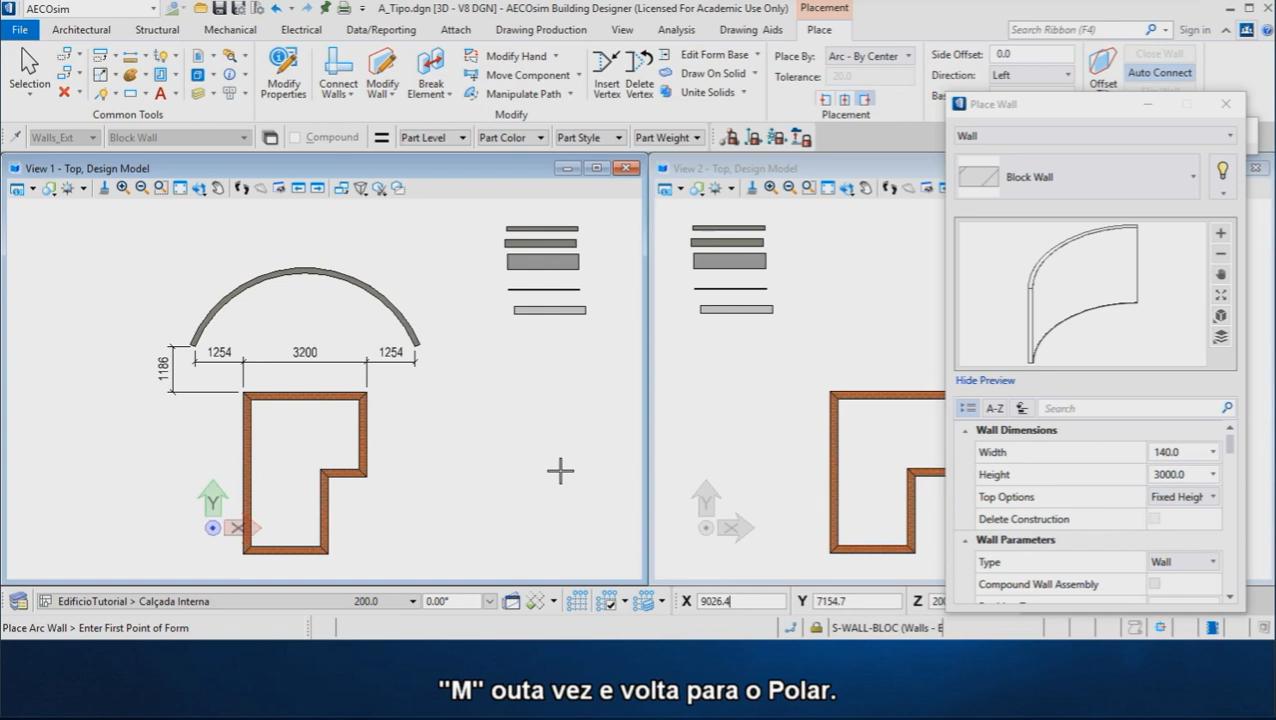 AECOsim
A_Tipo.dgn [3D - V8 DGN] - AECOsim Building Designer (Licensed For Academic Use Only)
Placement
File
Architectural
Structural
Mechanical
Electrical
Data/Reporting
Attach
Drawing Production
View
Analysis
Drawing Aids
Place
Search Ribbon (F4)
Sign in
Selection
Common Tools
Modify Properties
Connect Walls
Modify Wall
Break Element
Modify Hand
Move Component
Manipulate Path
Modify
Insert Vertex
Delete Vertex
Edit Form Base
Draw On Solid
Unite Solids
Place By: Arc - By Center
Tolerance: 20.0
Placement
Side Offset: 0.0
Direction: Left
Offset
Close Wall
Auto Connect
Walls_Ext
Block Wall
Compound
Part Level
Part Color
Part Style
Part Weight
Place Wall
Wall
Block Wall
Hide Preview
A-Z
Search
Wall Dimensions
Width 140.0
Height 3000.0
Top Options Fixed Heigh
Delete Construction
Wall Parameters
Type Wall
Compound Wall Assembly
View 1 - Top, Design Model
View 2 - Top, Design Model
1254
3200
1254
1186
Y
X
Y
X
EdificioTutorial \ Calçada Interna
200.0
0.00°
X 9026.4
Y 7154.7
Z
Place Arc Wall > Enter First Point of Form
S-WALL-BLOC (Walls - E
"M" outa vez e volta para o Polar.